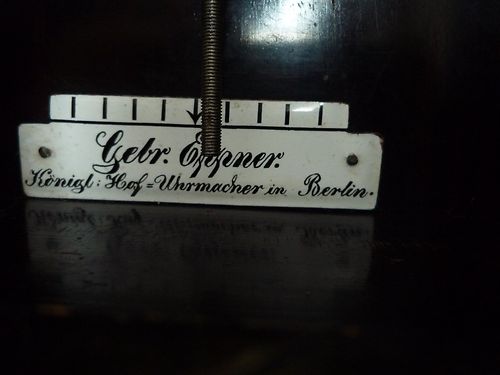 Gebr. Eppner.
Königl: Hof=Uhrmacher in Berlin.